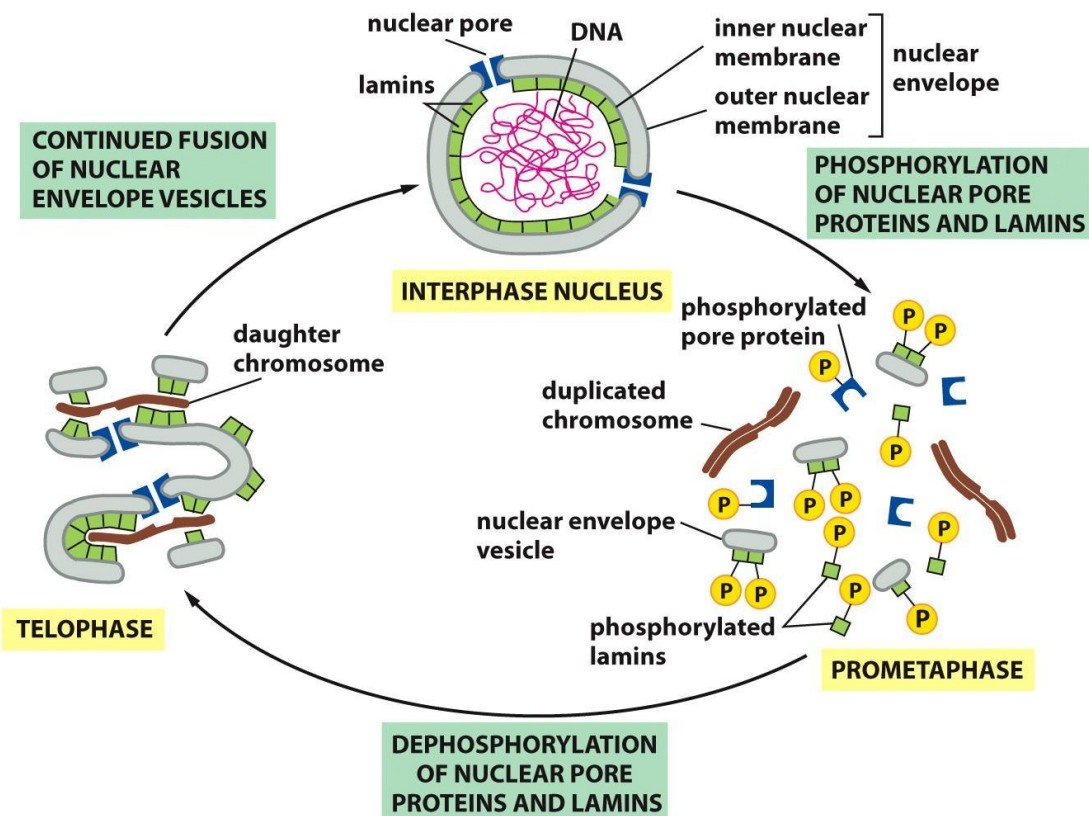 nuclear pore
DNA
inner nuclear
membrane
nuclear
envelope
lamins
outer nuclear
membrane
CONTINUED FUSION
OF NUCLEAR
ENVELOPE VESICLES
PHOSPHORYLATION
OF NUCLEAR PORE
PROTEINS AND LAMINS
INTERPHASE NUCLEUS
phosphorylated
pore protein
daughter
chromosome
duplicated
chromosome
P
P
P
P
P
P
P
P
P
P
P
P
P
P
nuclear envelope
vesicle
phosphorylated
lamins
TELOPHASE
PROMETAPHASE
DEPHOSPHORYLATION
OF NUCLEAR PORE
PROTEINS AND LAMINS